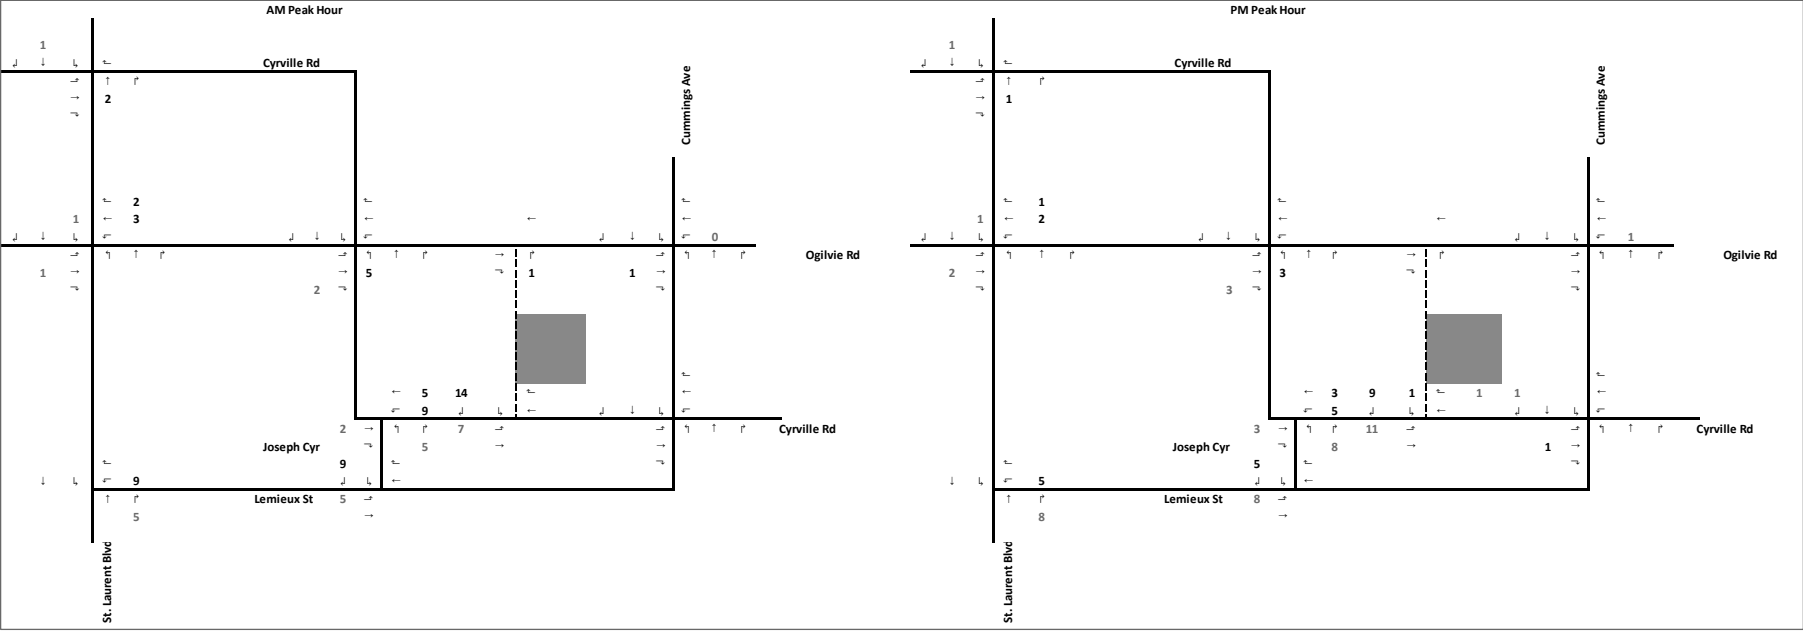 AM Peak Hour
PM Peak Hour
1
1
↲ ↓ ↳
Cyrville Rd
↲ ↓ ↳
Cyrville Rd
2
1
Cummings Ave
Cummings Ave
2
1
1 3
1 2
0
1
Ogilvie Rd
Ogilvie Rd
1 5 1 1
2 3
2
3
5 14
3 9 1 1 1
9
5
2 7 Cyrville Rd
3 11 Cyrville Rd
Joseph Cyr 5
Joseph Cyr 8 1
9
5
9
5
Lemieux St 5
Lemieux St 8
5
8
St. Laurent Blvd
St. Laurent Blvd